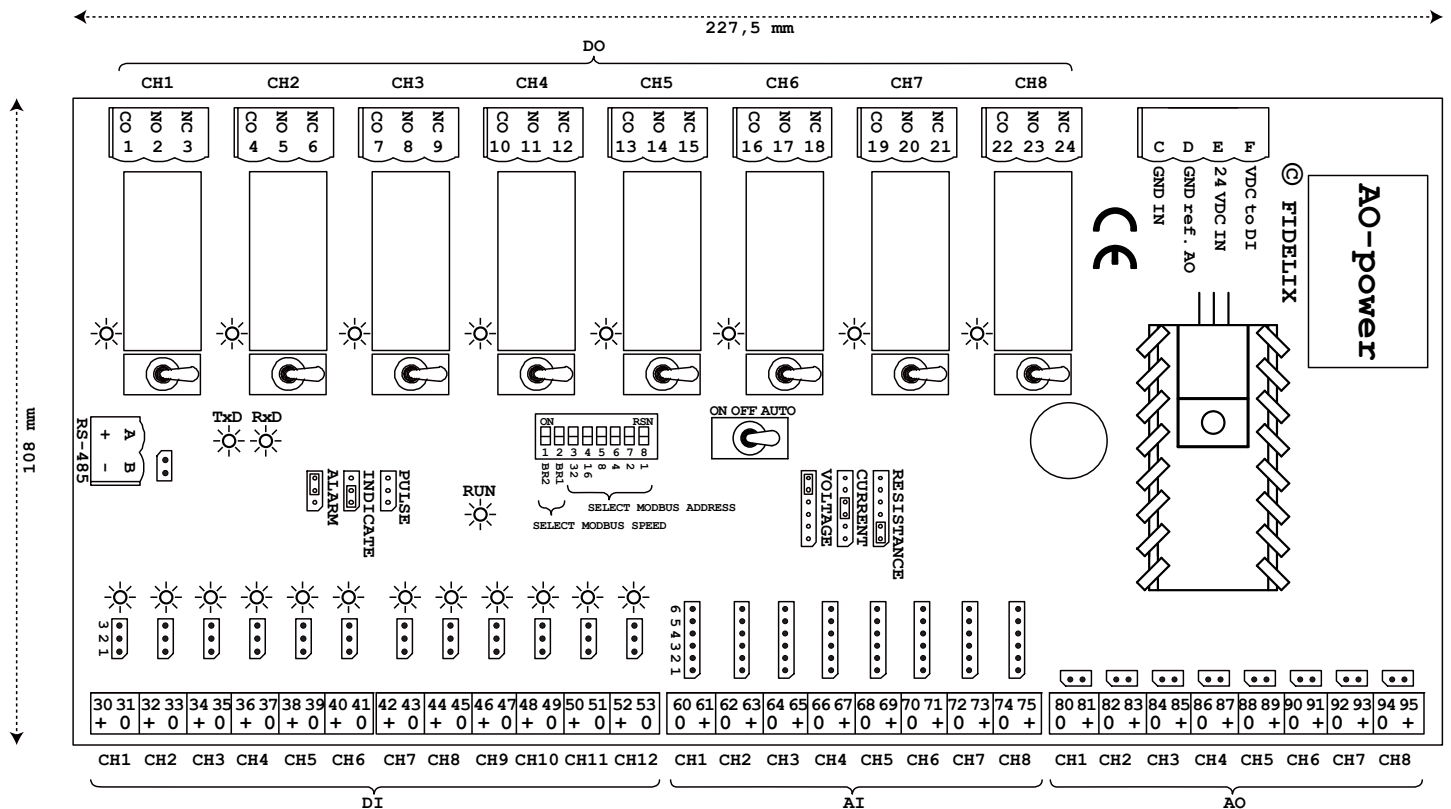 227,5 mm
DO
CH1 CH2 CH3 CH4 CH5 CH6 CH7 CH8
CO NO NC CO NO NC CO NO NC CO NO NC CO NO NC CO NO NC CO NO NC CO NO NC
1 2 3 4 5 6 7 8 9 10 11 12 13 14 15 16 17 18 19 20 21 22 23 24
C D E F
GND IN
GND ref. AO
24 VDC IN
VDC to DI
© FIDELIX
AO-power
CE
108 mm
RS-485
+ A
- B
TxD RxD
ON RSN
1 2 3 4 5 6 7 8
BR2 BR1 32 16 8 4 2 1
SELECT MODBUS ADDRESS
SELECT MODBUS SPEED
ON OFF AUTO
ALARM
INDICATE
PULSE
RUN
VOLTAGE
CURRENT
RESISTANCE
3 2 1
6 5 4 3 2 1
30 31 32 33 34 35 36 37 38 39 40 41 42 43 44 45 46 47 48 49 50 51 52 53
+ 0 + 0 + 0 + 0 + 0 + 0 + 0 + 0 + 0 + 0 + 0 + 0
60 61 62 63 64 65 66 67 68 69 70 71 72 73 74 75
0 + 0 + 0 + 0 + 0 + 0 + 0 + 0 +
80 81 82 83 84 85 86 87 88 89 90 91 92 93 94 95
0 + 0 + 0 + 0 + 0 + 0 + 0 + 0 +
CH1 CH2 CH3 CH4 CH5 CH6 CH7 CH8 CH9 CH10 CH11 CH12
CH1 CH2 CH3 CH4 CH5 CH6 CH7 CH8
CH1 CH2 CH3 CH4 CH5 CH6 CH7 CH8
DI
AI
AO